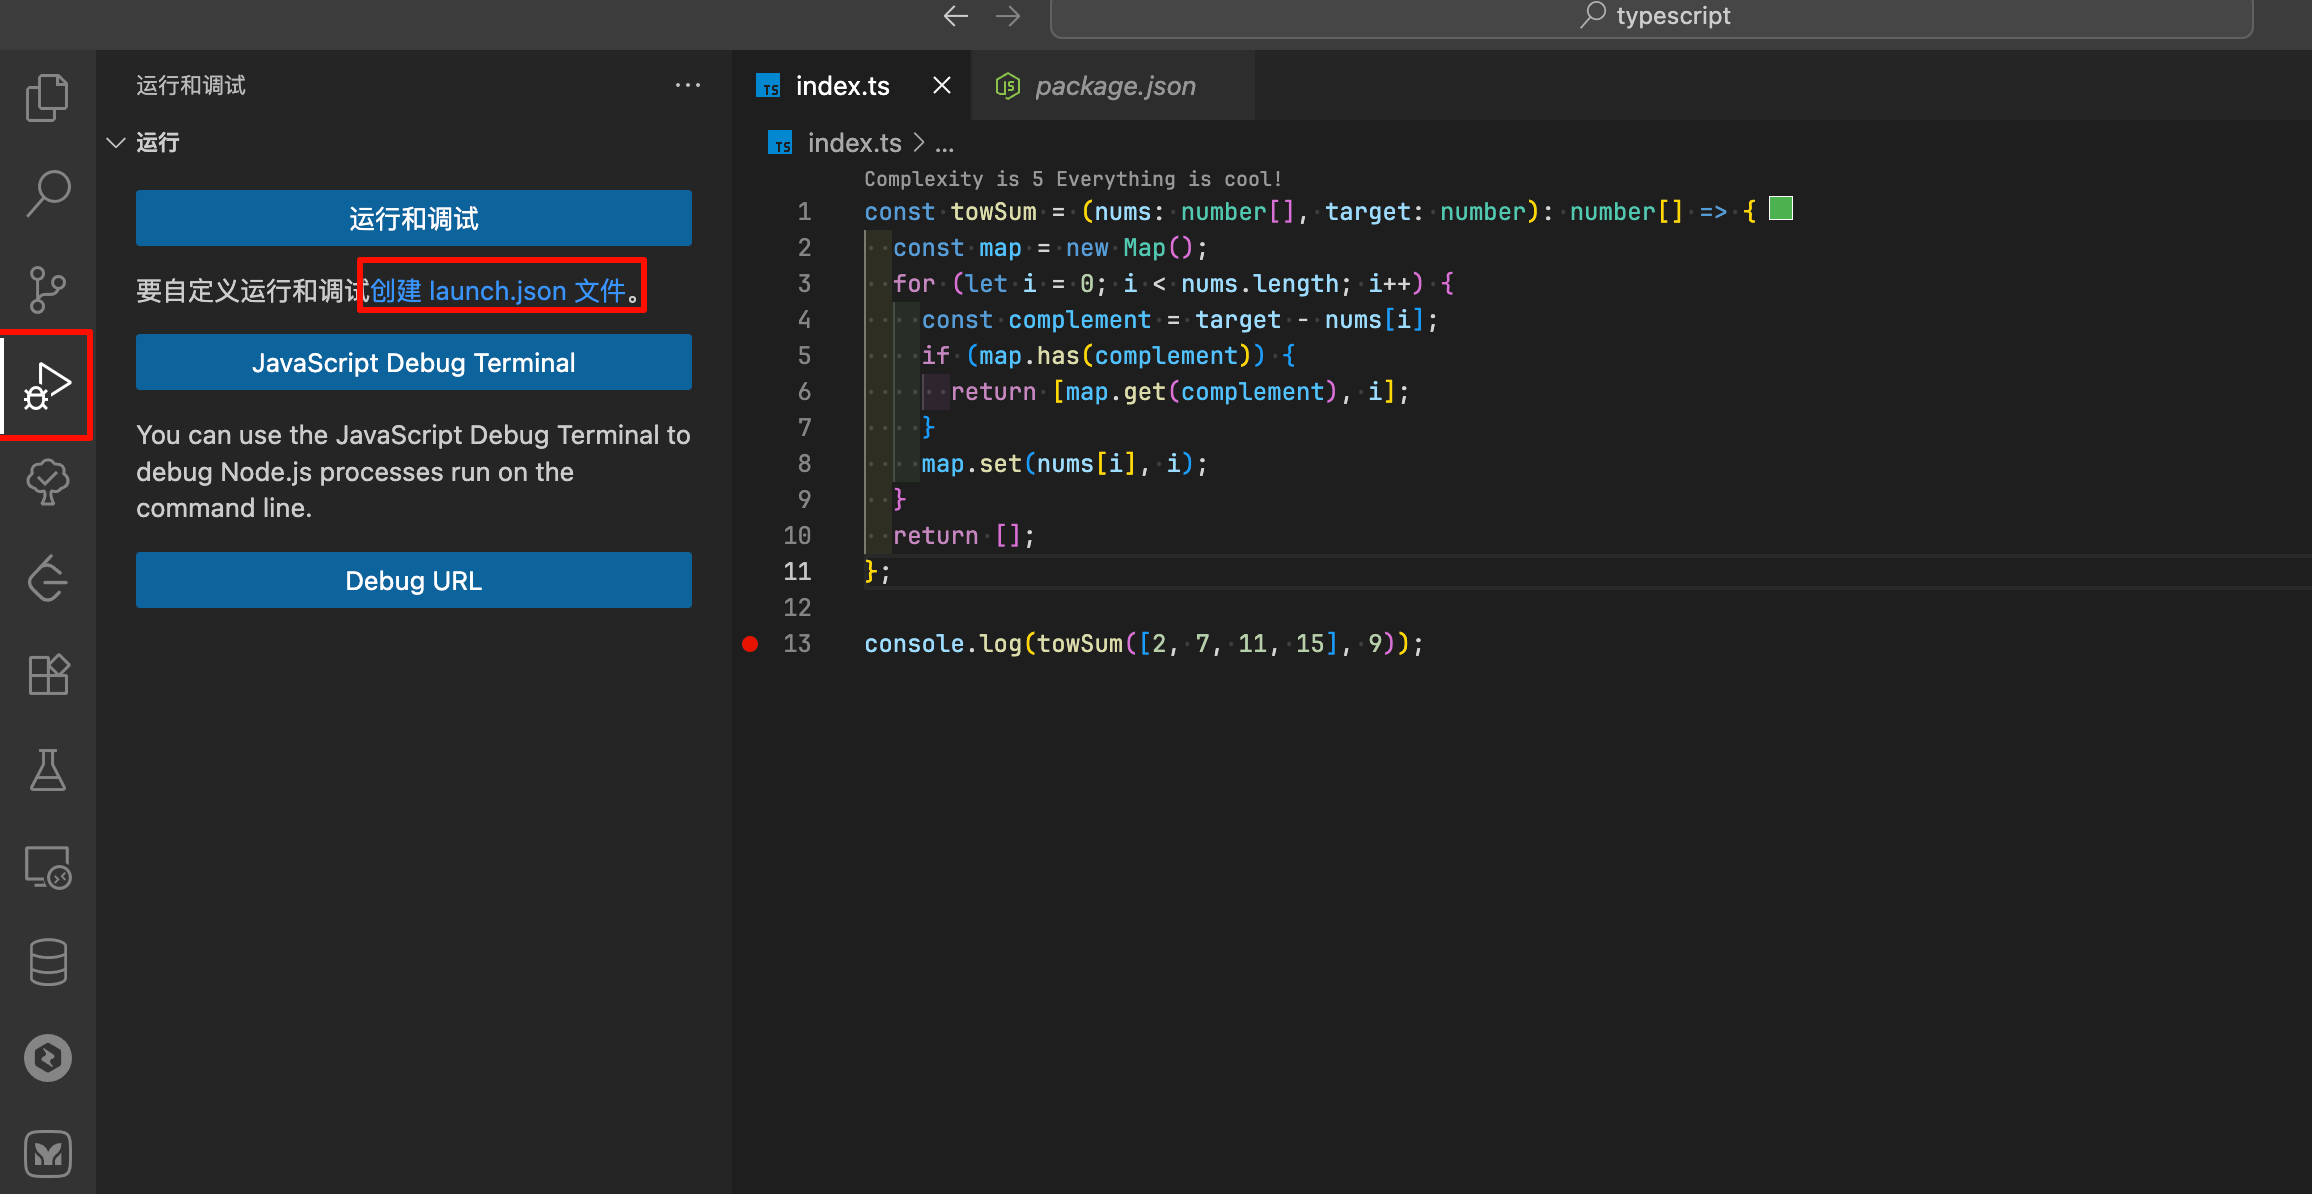 typescript
运行和调试
运行
运行和调试
要自定义运行和调试创建 launch.json 文件。
JavaScript Debug Terminal
You can use the JavaScript Debug Terminal to
debug Node.js processes run on the
command line.
Debug URL
TS index.ts
JS package.json
TS index.ts > ...
Complexity is 5 Everything is cool!
1 const towSum = (nums: number[], target: number): number[] => {
2   const map = new Map();
3   for (let i = 0; i < nums.length; i++) {
4     const complement = target - nums[i];
5     if (map.has(complement)) {
6       return [map.get(complement), i];
7     }
8     map.set(nums[i], i);
9   }
10   return [];
11 };
12
13 console.log(towSum([2, 7, 11, 15], 9));